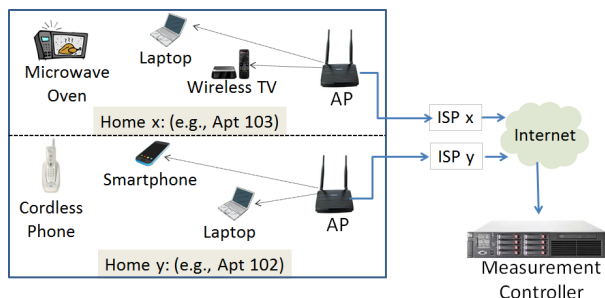 Microwave
Oven
Laptop
Wireless TV
AP
Home x: (e.g., Apt 103)
ISP x
Internet
ISP y
Cordless
Phone
Smartphone
Laptop
AP
Home y: (e.g., Apt 102)
Measurement
Controller